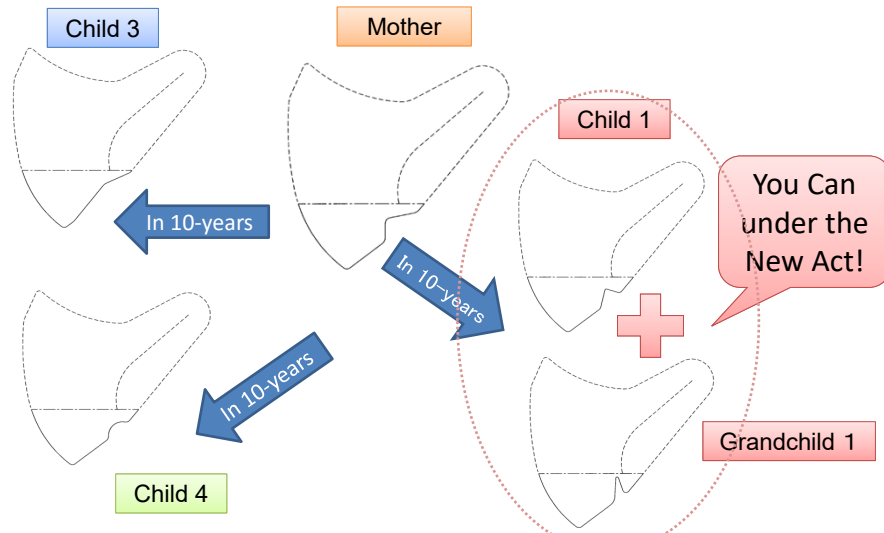 Child 3
Mother
Child 1
You Can
under the
New Act!
In 10-years
In 10-years
In 10-years
Grandchild 1
Child 4